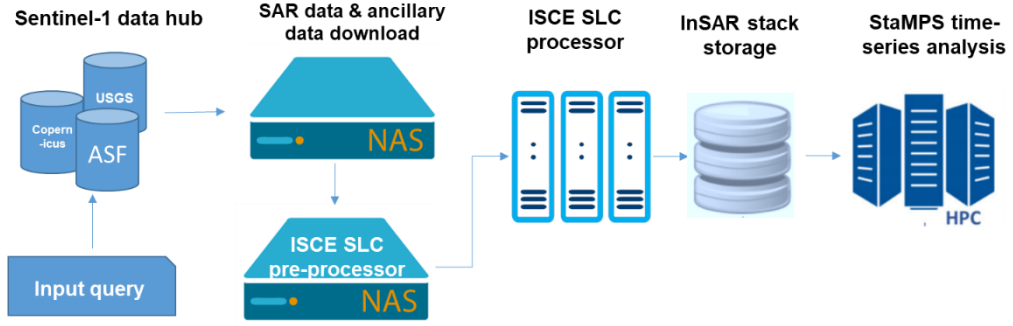 Sentinel-1 data hub
SAR data & ancillary
data download
ISCE SLC
processor
InSAR stack
storage
StaMPS time-
series analysis
USGS
Copern
-icus
ASF
NAS
ISCE SLC
pre-processor
NAS
Input query
HPC